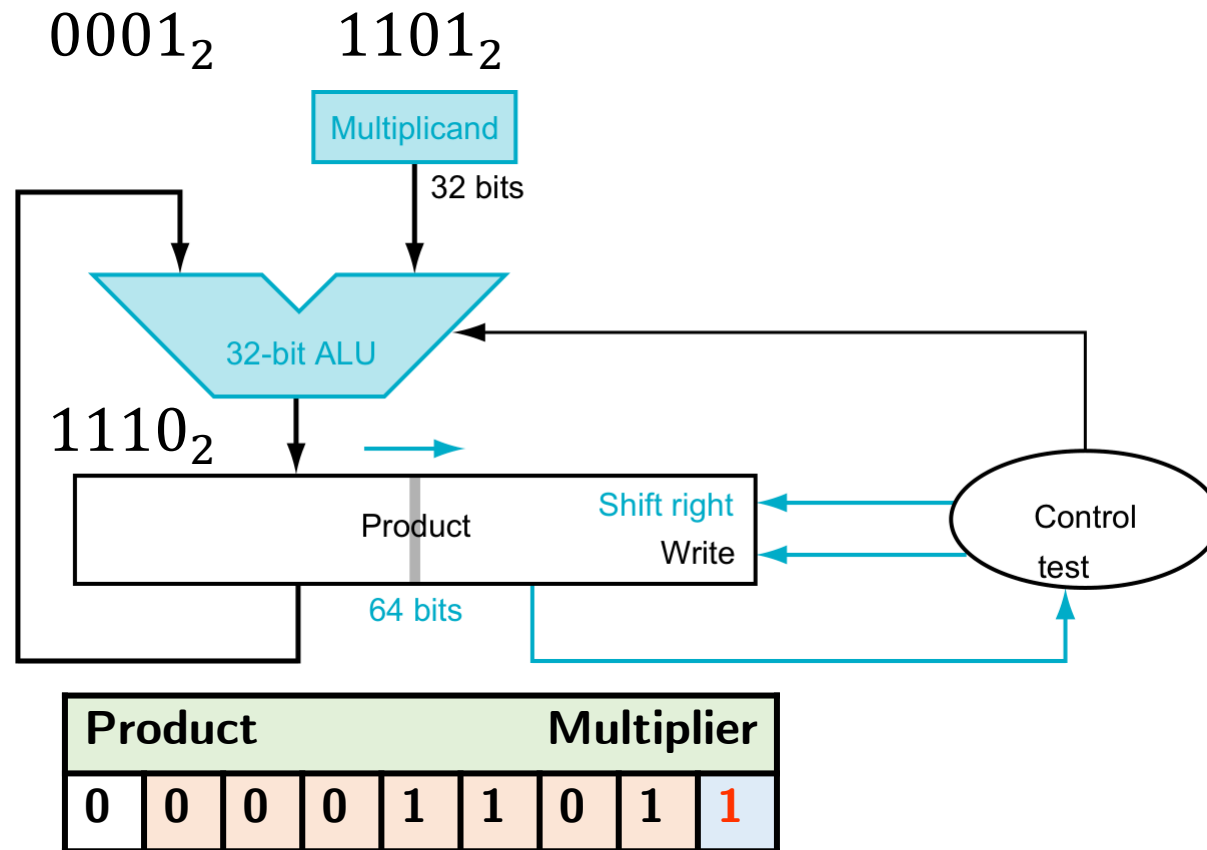 0001₂ 1101₂
Multiplicand
32 bits
32-bit ALU
1110₂
Product
Shift right
Write
Control
test
64 bits
Product Multiplier
0 0 0 0 1 1 0 1 1